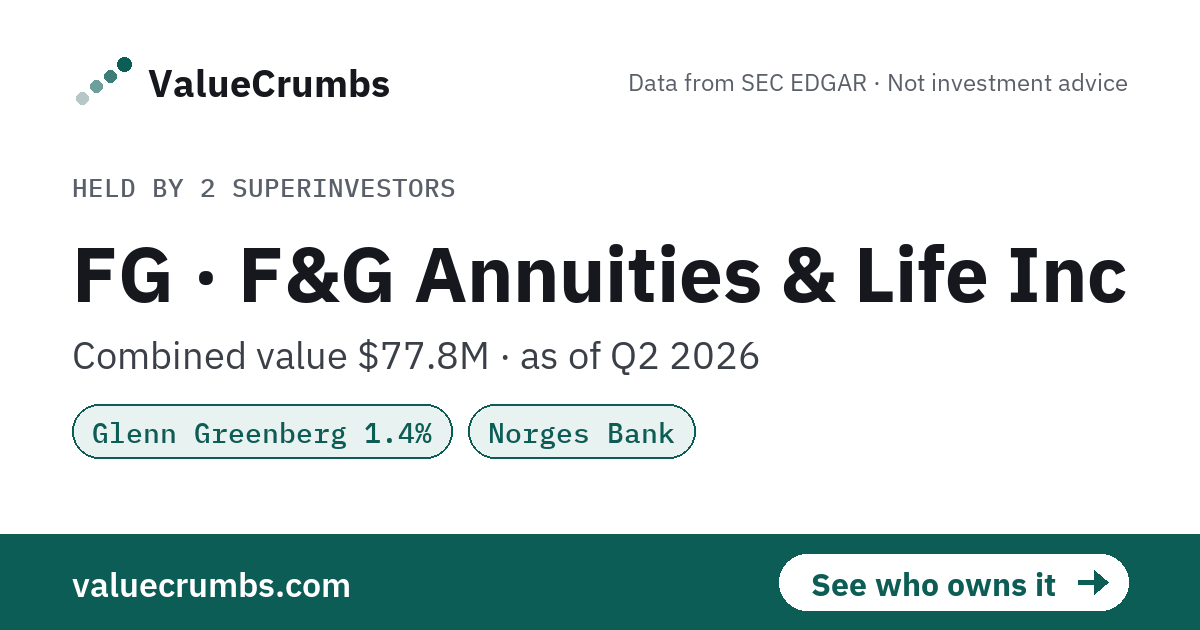 ValueCrumbs
Data from SEC EDGAR · Not investment advice
HELD BY 2 SUPERINVESTORS
FG · F&G Annuities & Life Inc
Combined value $77.8M · as of Q2 2026
Glenn Greenberg 1.4%
Norges Bank
valuecrumbs.com
See who owns it